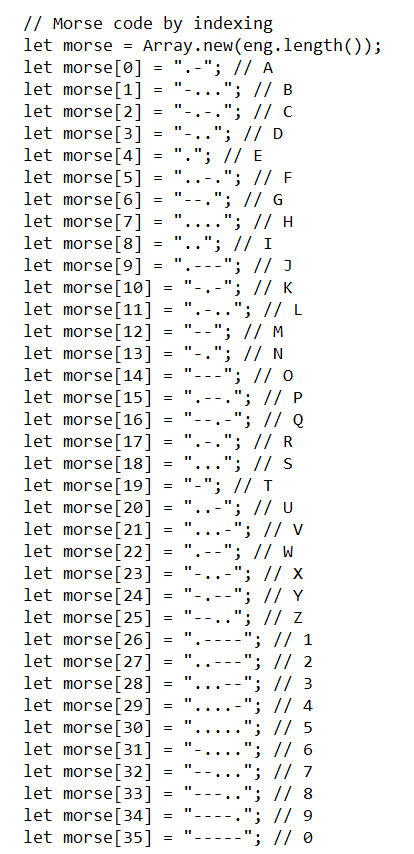 // Morse code by indexing
let morse = Array.new(eng.length());
let morse[0] = ".-"; // A
let morse[1] = "-..."; // B
let morse[2] = "-.-."; // C
let morse[3] = "-.."; // D
let morse[4] = "."; // E
let morse[5] = "..-."; // F
let morse[6] = "--."; // G
let morse[7] = "...."; // H
let morse[8] = ".."; // I
let morse[9] = ".---"; // J
let morse[10] = "-.-"; // K
let morse[11] = ".-.."; // L
let morse[12] = "--"; // M
let morse[13] = "-."; // N
let morse[14] = "---"; // O
let morse[15] = ".--."; // P
let morse[16] = "--.-"; // Q
let morse[17] = ".-."; // R
let morse[18] = "..."; // S
let morse[19] = "-"; // T
let morse[20] = "..-"; // U
let morse[21] = "...-"; // V
let morse[22] = ".--"; // W
let morse[23] = "-..-"; // X
let morse[24] = "-.--"; // Y
let morse[25] = "--.."; // Z
let morse[26] = ".----"; // 1
let morse[27] = "..---"; // 2
let morse[28] = "...--"; // 3
let morse[29] = "....-"; // 4
let morse[30] = "....."; // 5
let morse[31] = "-...."; // 6
let morse[32] = "--..."; // 7
let morse[33] = "---.."; // 8
let morse[34] = "----."; // 9
let morse[35] = "-----"; // 0